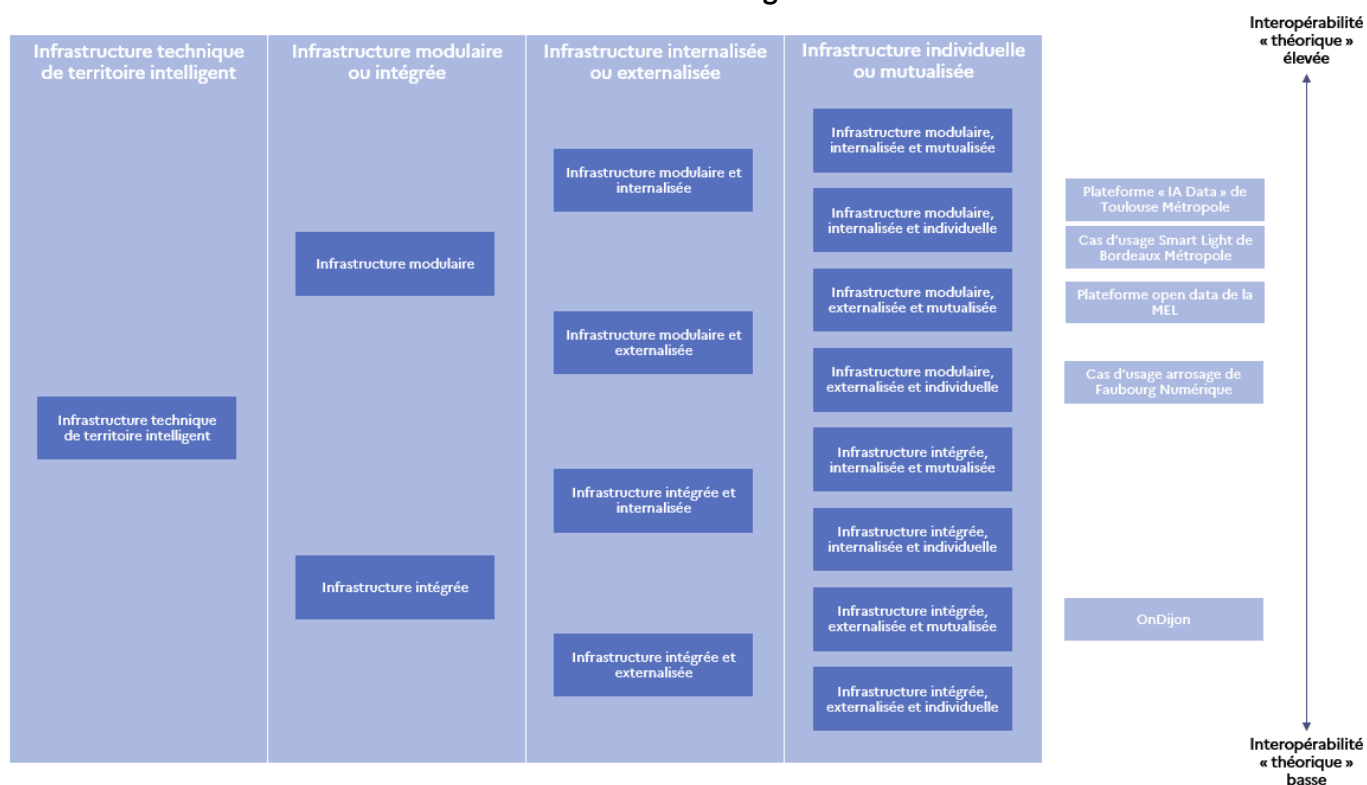 Interopérabilité
« théorique »
élevée
Infrastructure technique
de territoire intelligent
Infrastructure modulaire
ou intégrée
Infrastructure internalisée
ou externalisée
Infrastructure individuelle
ou mutualisée
Infrastructure technique
de territoire intelligent
Infrastructure modulaire
Infrastructure intégrée
Infrastructure modulaire et
internalisée
Infrastructure modulaire et
externalisée
Infrastructure intégrée et
internalisée
Infrastructure intégrée et
externalisée
Infrastructure modulaire,
internalisée et mutualisée
Infrastructure modulaire,
internalisée et individuelle
Infrastructure modulaire,
externalisée et mutualisée
Infrastructure modulaire,
externalisée et individuelle
Infrastructure intégrée,
internalisée et mutualisée
Infrastructure intégrée,
internalisée et individuelle
Infrastructure intégrée,
externalisée et mutualisée
Infrastructure intégrée,
externalisée et individuelle
Plateforme « IA Data » de
Toulouse Métropole
Cas d'usage Smart Light de
Bordeaux Métropole
Plateforme open data de la
MEL
Cas d'usage arrosage de
Faubourg Numérique
OnDijon
Interopérabilité
« théorique »
basse